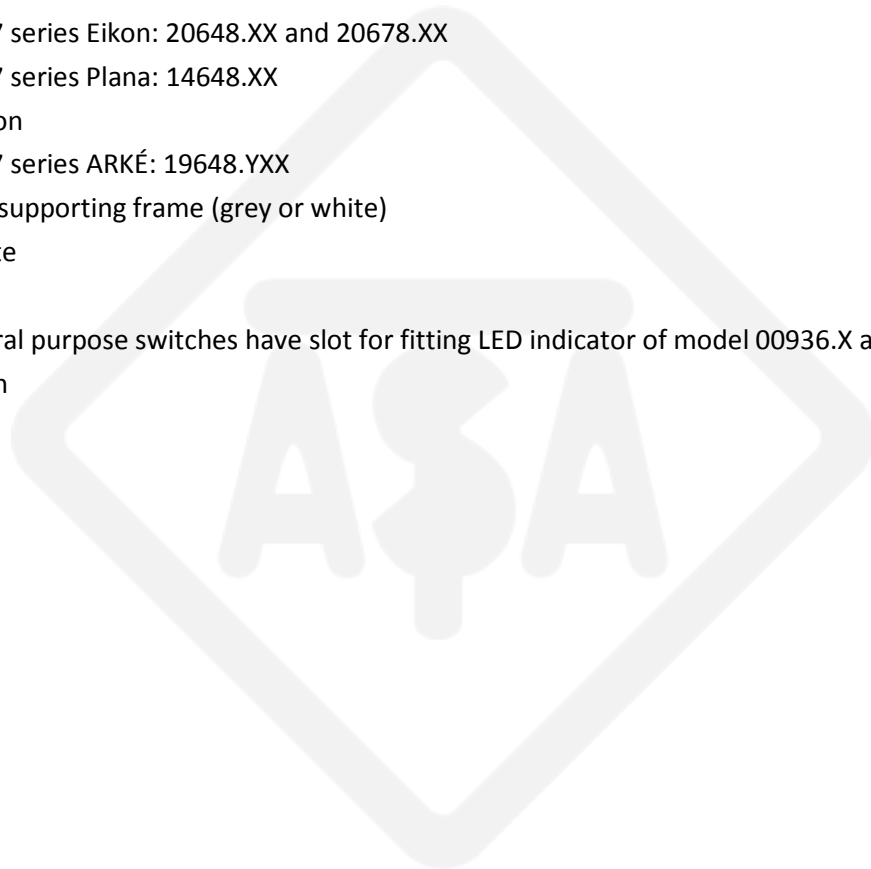 7 series Eikon: 20648.XX and 20678.XX
7 series Plana: 14648.XX
on
7 series ARKÉ: 19648.YXX
supporting frame (grey or white)
te
ral purpose switches have slot for fitting LED indicator of model 00936.X a
n
ASA